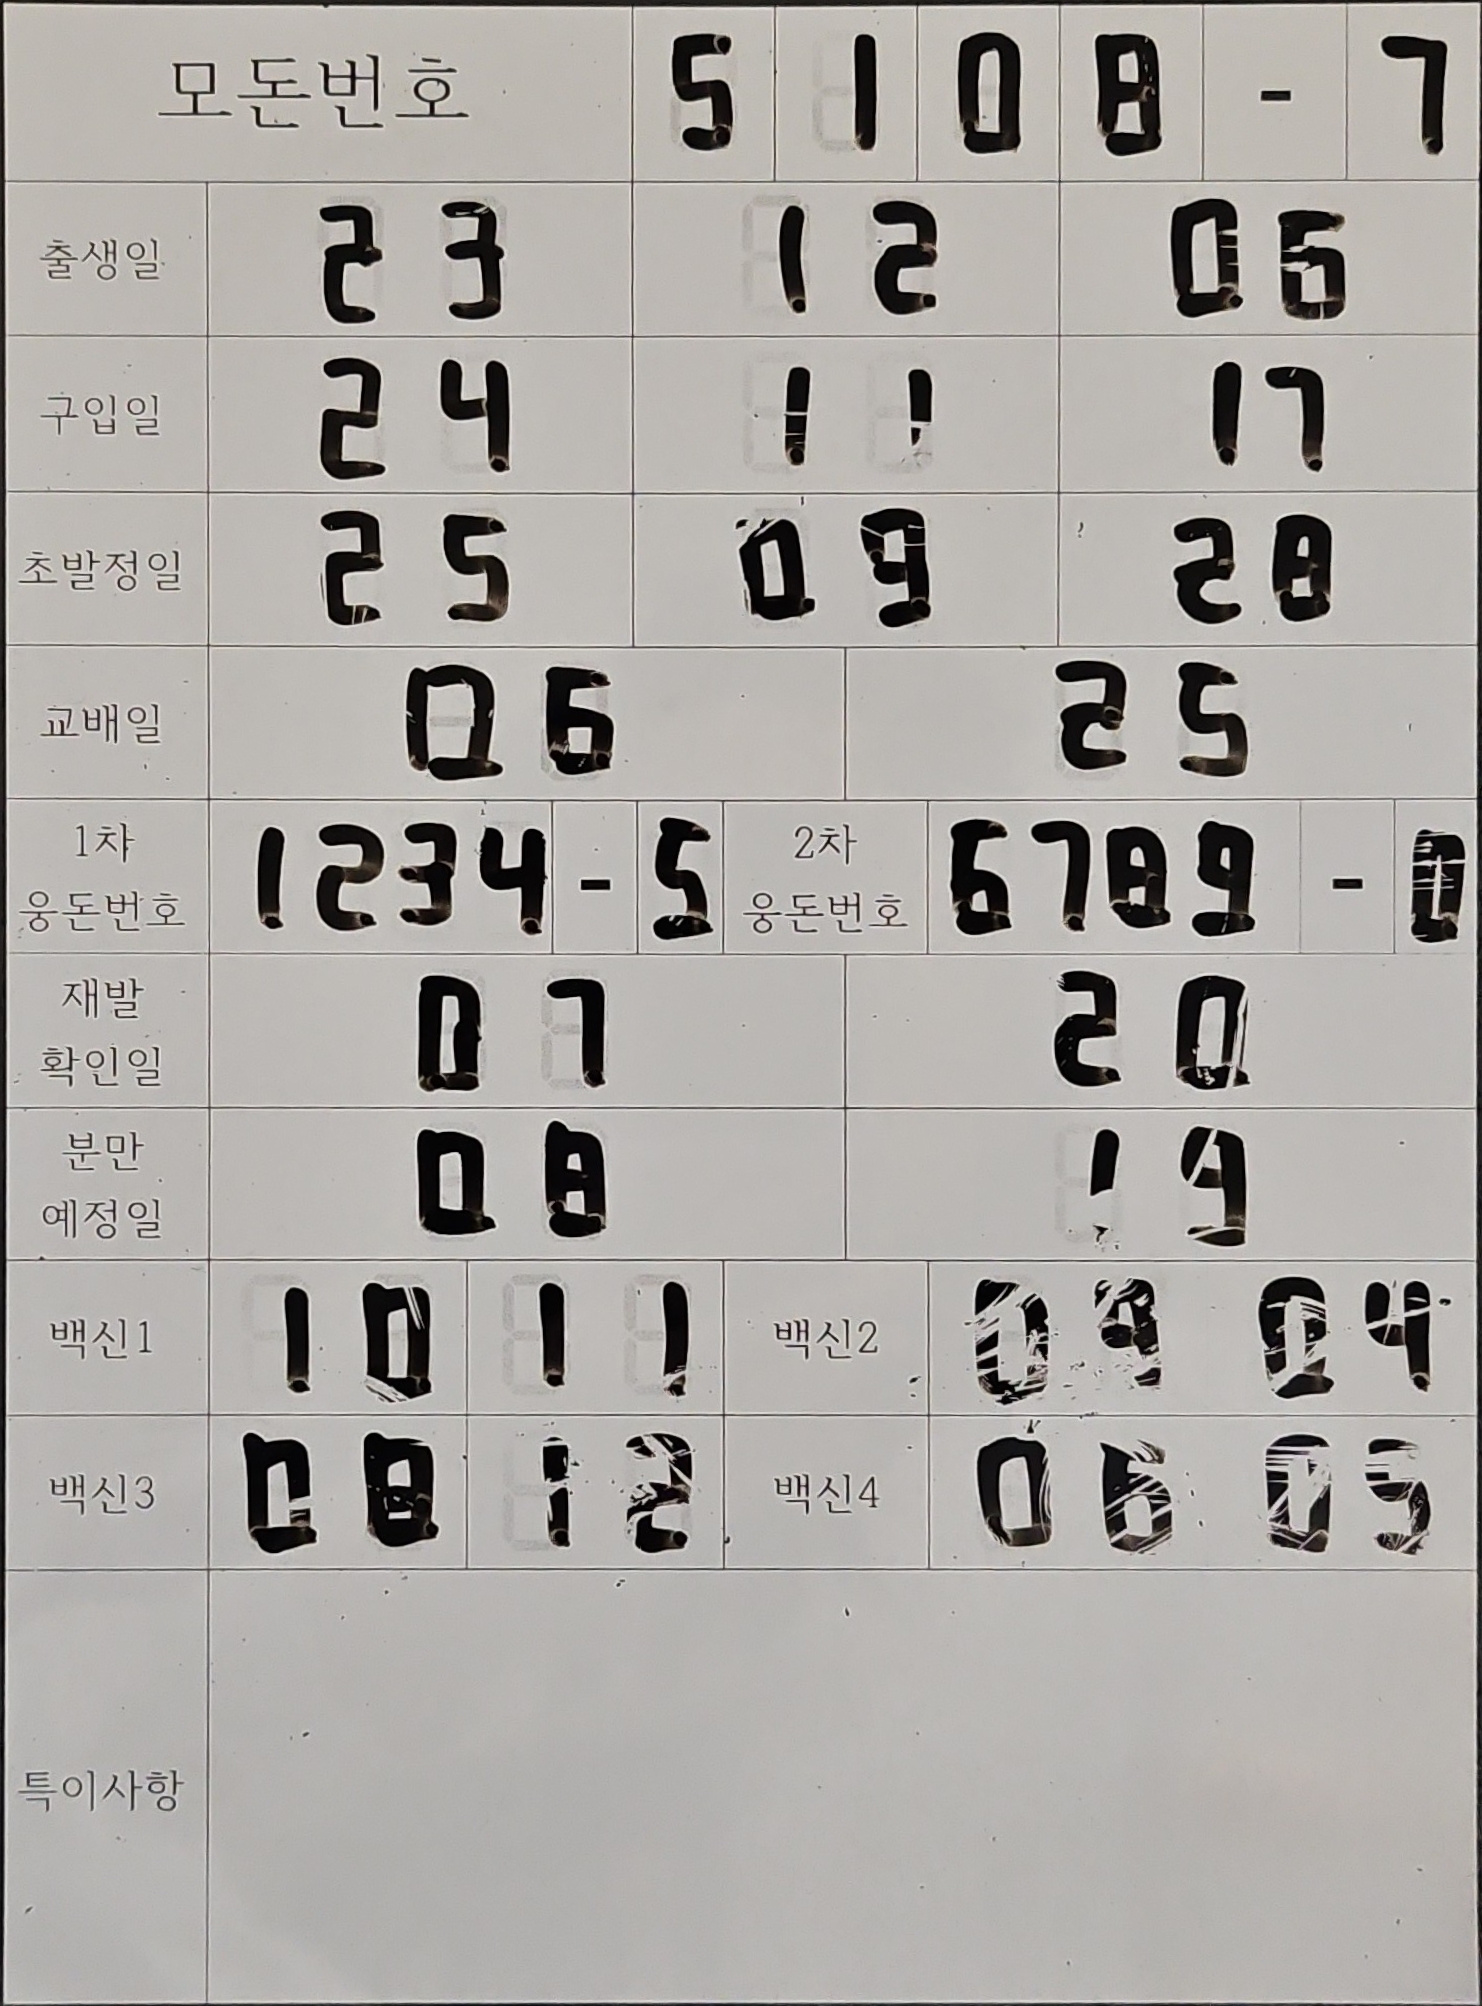 모돈번호 5 1 0 8 - 7
출생일 23 12 06
구입일 24 11 17
초발정일 25 09 28
교배일 06 25
1차 웅돈번호 1234 - 5 2차 웅돈번호 6789 - 0
재발 확인일 07 20
분만 예정일 08 19
백신1 10 11 백신2 09 04
백신3 08 12 백신4 06 05
특이사항